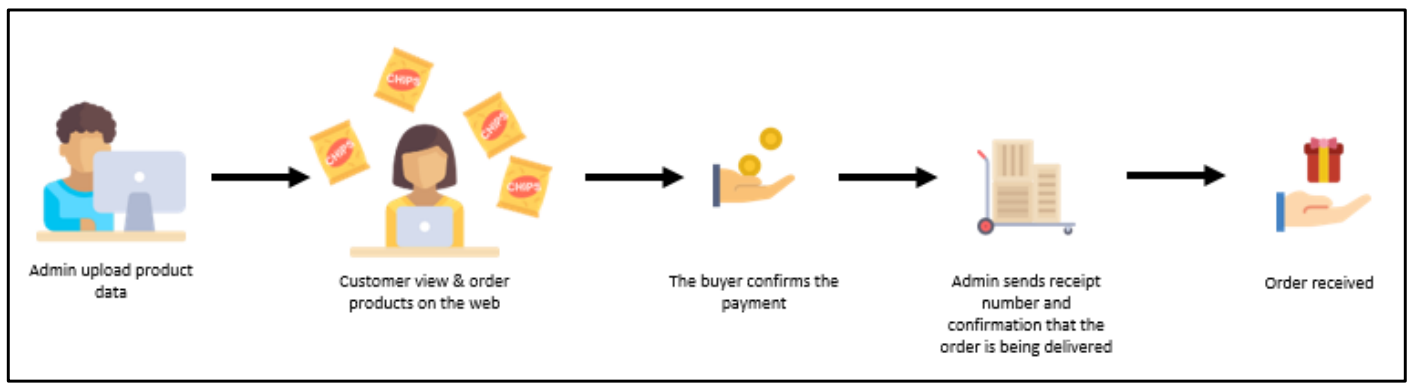 CHIPS
CHIPS
CHIPS
CHIPS
Admin upload product
data
Customer view & order
products on the web
The buyer confirms the
payment
Admin sends receipt
number and
confirmation that the
order is being delivered
Order received